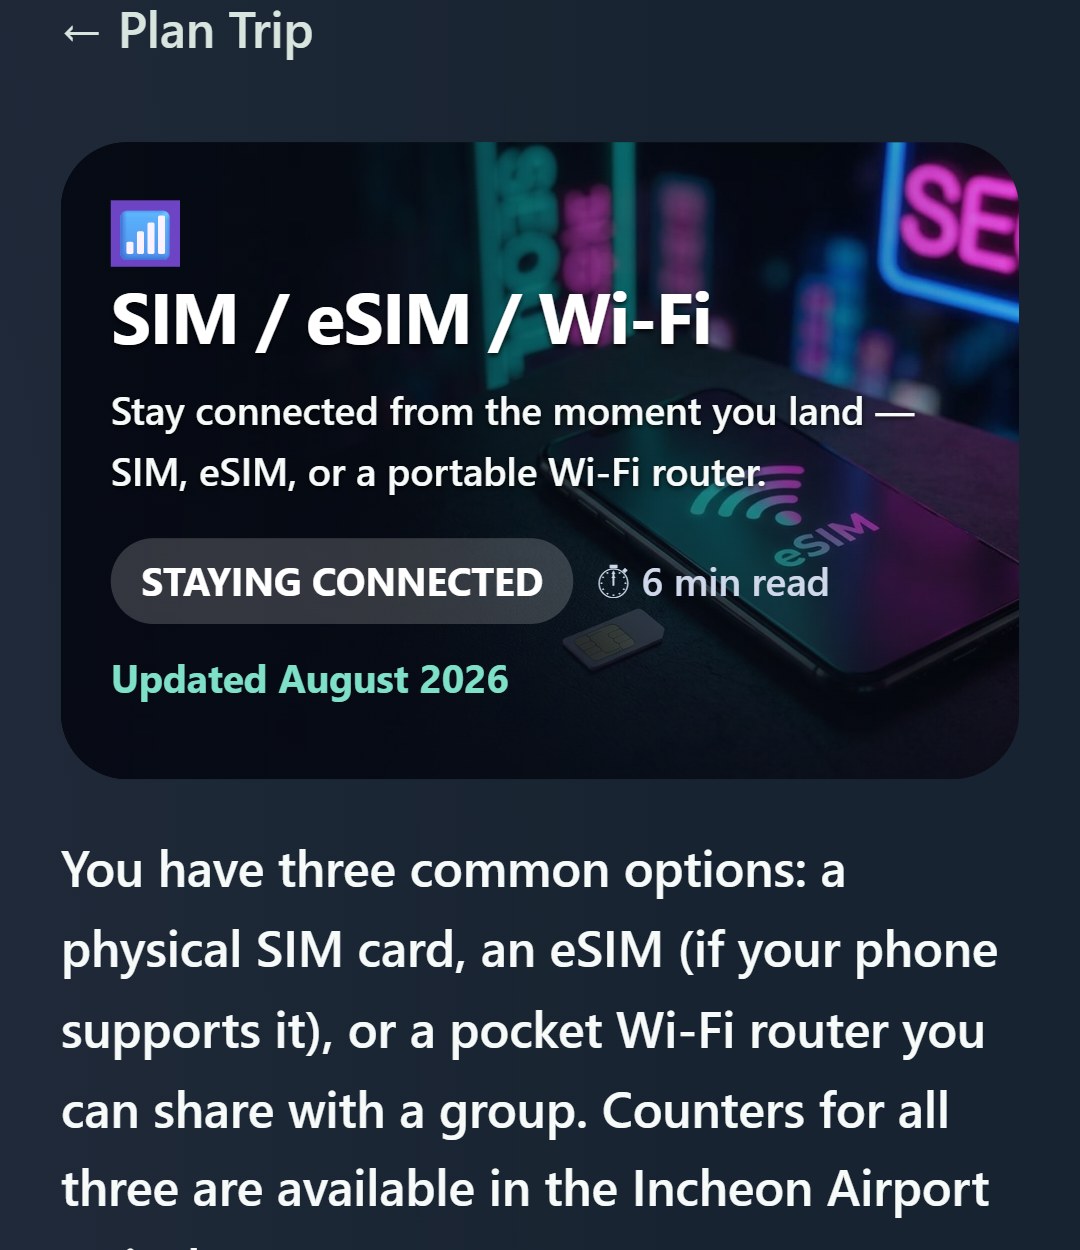 ← Plan Trip
SIM / eSIM / Wi-Fi
Stay connected from the moment you land —
SIM, eSIM, or a portable Wi-Fi router.
eSIM
STAYING CONNECTED
⏱ 6 min read
Updated August 2026
You have three common options: a
physical SIM card, an eSIM (if your phone
supports it), or a pocket Wi-Fi router you
can share with a group. Counters for all
three are available in the Incheon Airport